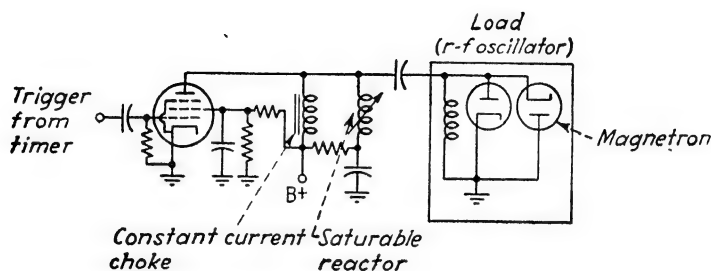 Load
(r-f oscillator)
Trigger
from
timer
Magnetron
B+
Constant current
choke
Saturable
reactor